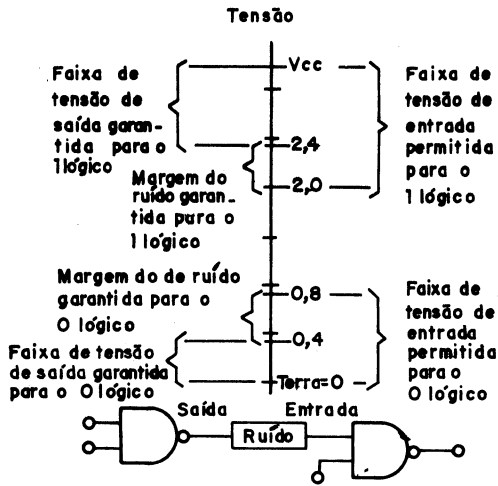 Tensão
Vcc
Faixa de
tensão de
saída garan-
tida para o
1 lógico
Faixa de
tensão de
entrada
permitida
para o
1 lógico
2,4
2,0
Margem do
ruído garan-
tida para o
1 lógico
Margem do de ruído
garantida para o
0 lógico
0,8
0,4
Faixa de
tensão de
entrada
permitida
para o
0 lógico
Faixa de tensão
de saída garantida
para o 0 lógico
Terra=0
Saída
Entrada
Ruído